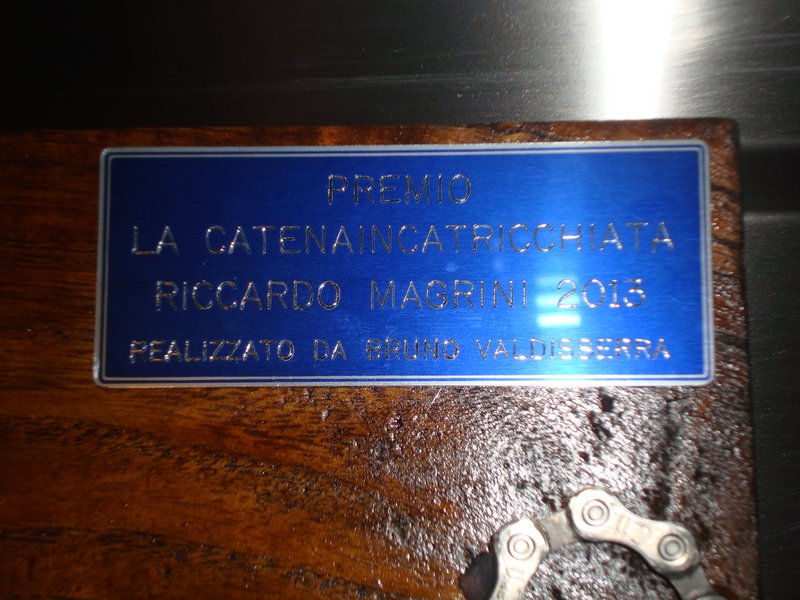 PREMIO
LA CATENAINCATRICCHIATA
RICCARDO MAGRINI 2013
REALIZZATO DA BRUNO VALDISSERRA